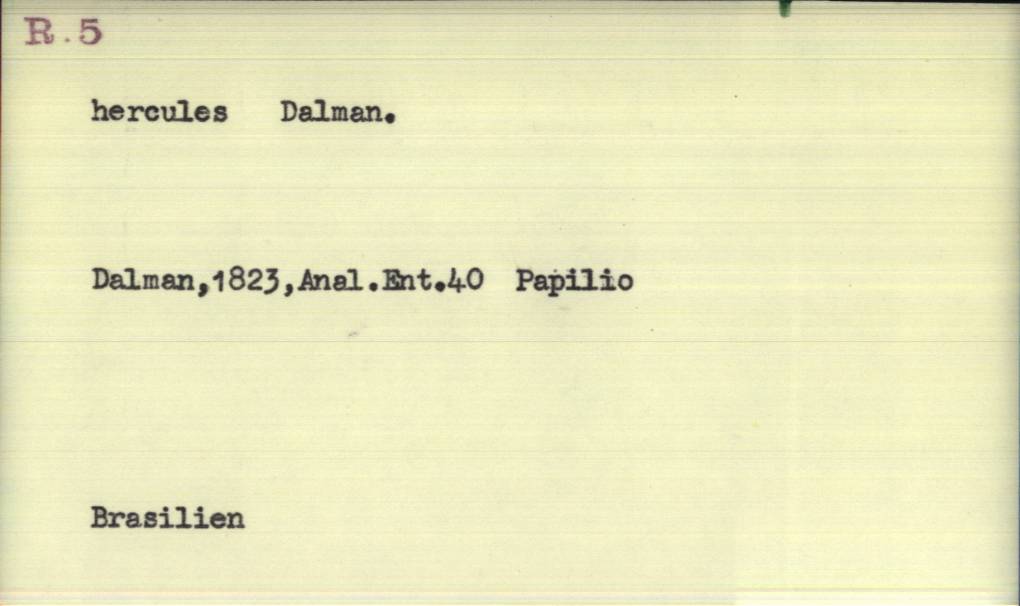 R.5
hercules Dalman.
Dalman,1823,Anal.Ent.40 Papilio
Brasilien